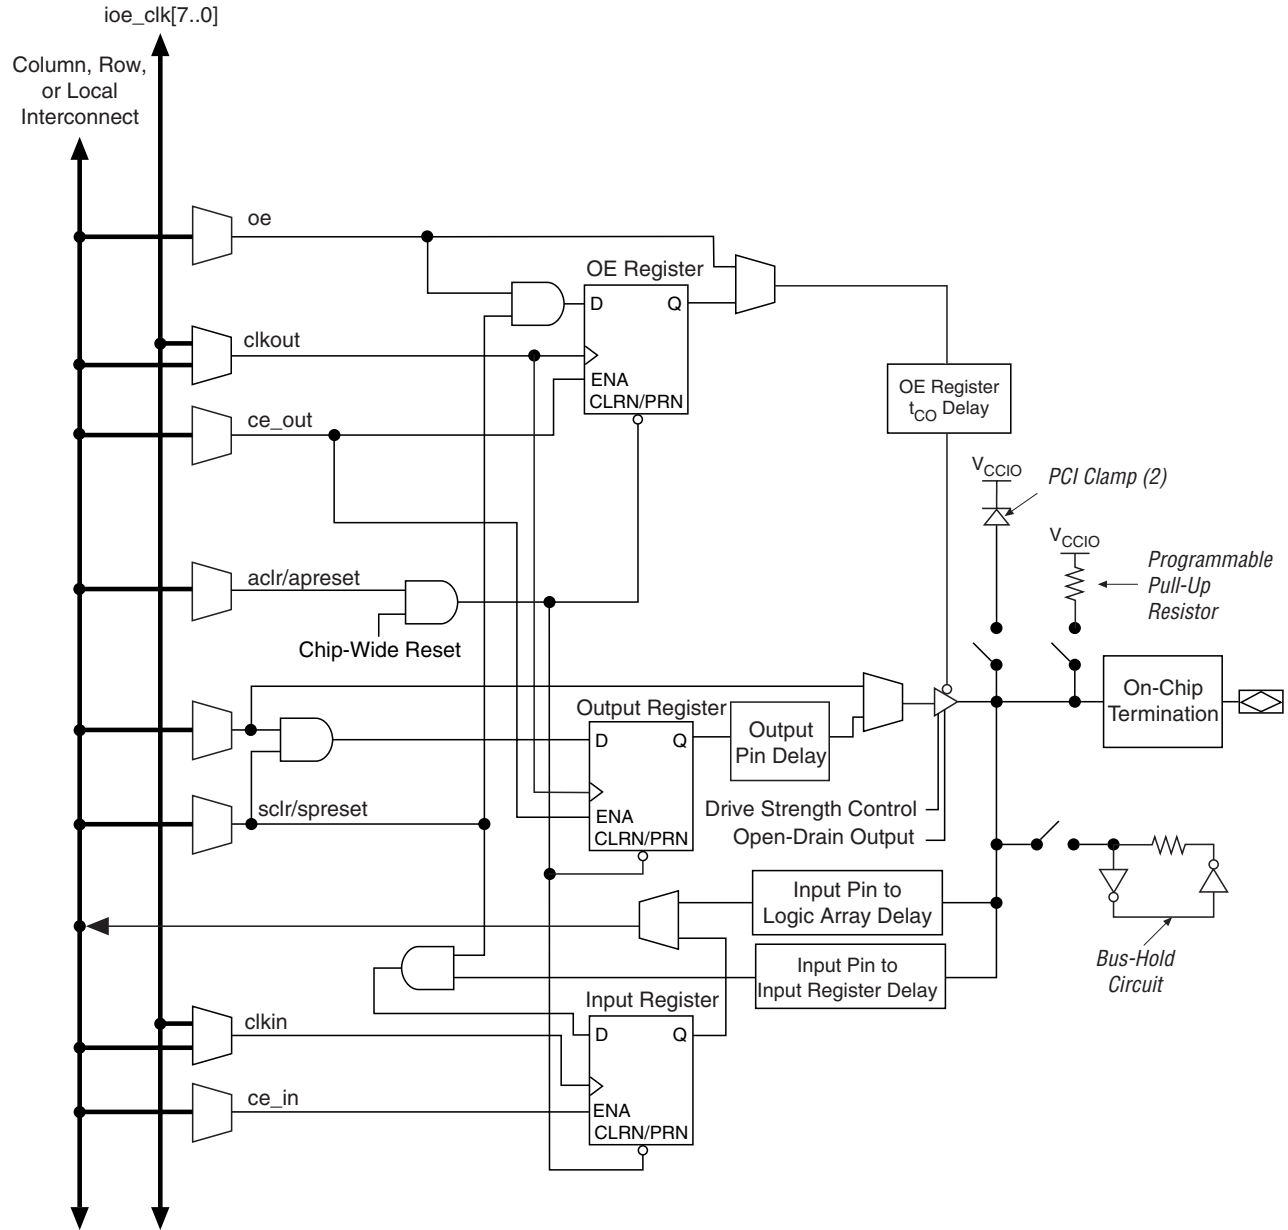 ioe_clk[7..0]
Column, Row,
or Local
Interconnect
oe
OE Register
D
Q
clkout
ENA
CLRN/PRN
OE Register
tCO Delay
ce_out
VCCIO
PCI Clamp (2)
VCCIO
Programmable
Pull-Up
Resistor
aclr/apreset
Chip-Wide Reset
On-Chip
Termination
Output Register
D
Q
Output
Pin Delay
sclr/spreset
ENA
CLRN/PRN
Drive Strength Control
Open-Drain Output
Input Pin to
Logic Array Delay
Input Pin to
Input Register Delay
Bus-Hold
Circuit
Input Register
clkin
D
Q
ce_in
ENA
CLRN/PRN